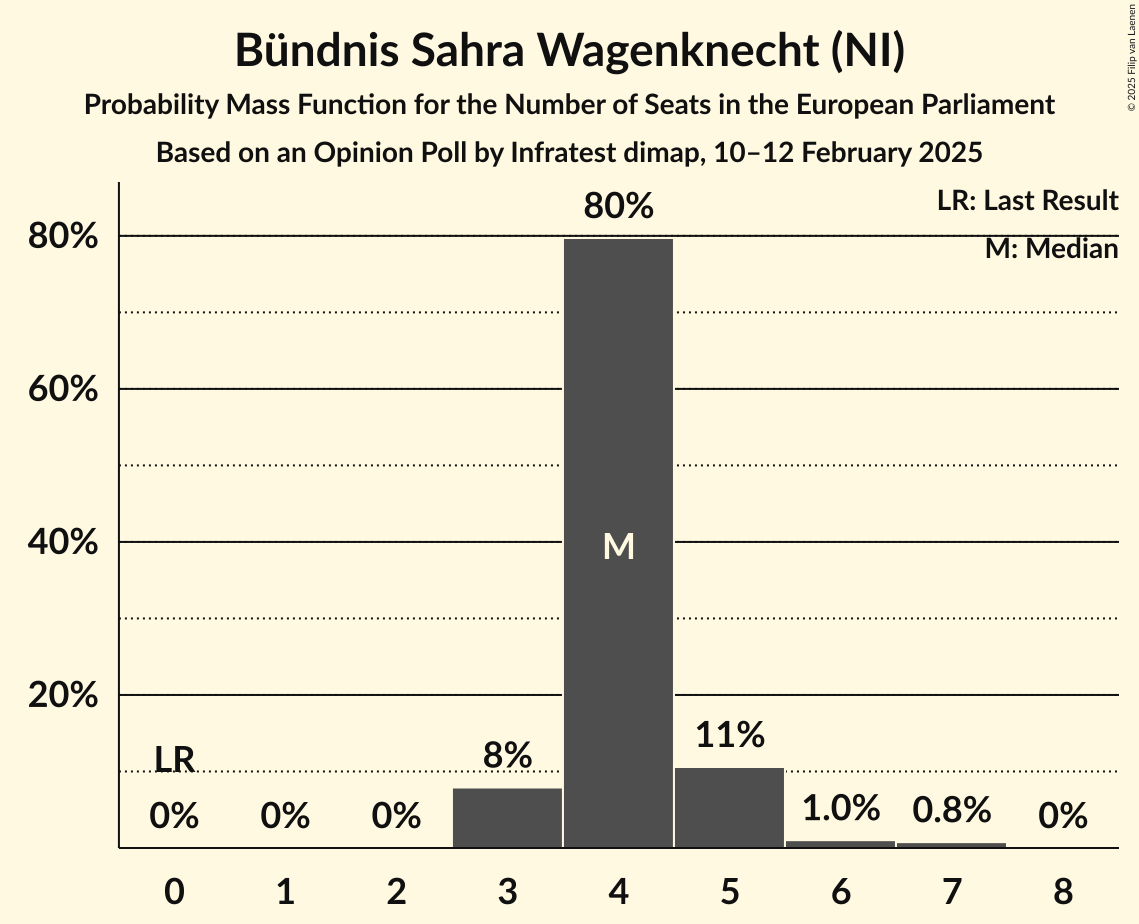 Bündnis Sahra Wagenknecht (NI)
Probability Mass Function for the Number of Seats in the European Parliament
Based on an Opinion Poll by Infratest dimap, 10–12 February 2025
© 2025 Filip van Laenen
LR: Last Result
M: Median
80%
60%
40%
20%
LR
0%
0%
0%
8%
80%
M
11%
1.0%
0.8%
0%
0 1 2 3 4 5 6 7 8